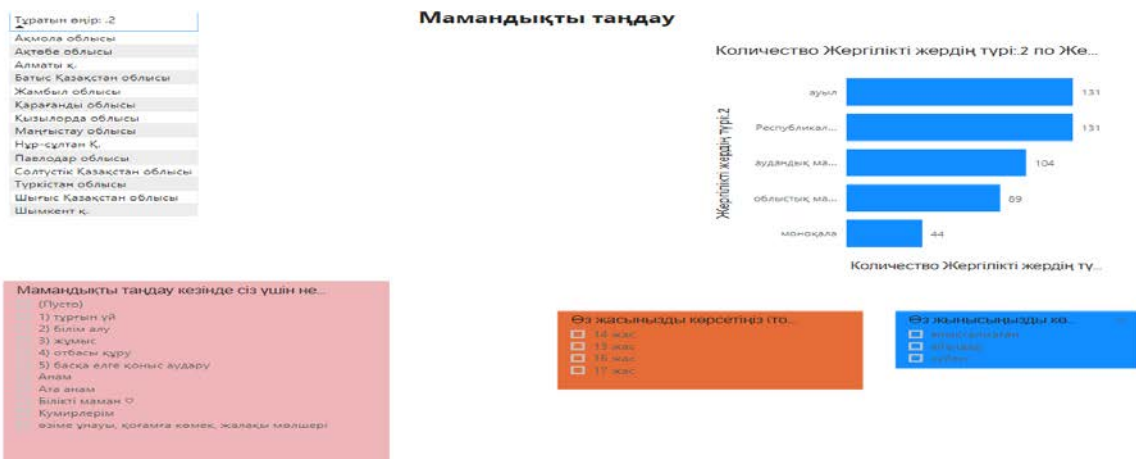 Мамандықты таңдау
Тұратын өңір: .2
Ақмола облысы
Ақтөбе облысы
Алматы қ.
Батыс Қазақстан облысы
Жамбыл облысы
Қарағанды облысы
Қызылорда облысы
Маңғыстау облысы
Нұр-сұлтан Қ.
Павлодар облысы
Солтүстік Қазақстан облысы
Түркістан облысы
Шығыс Қазақстан облысы
Шымкент қ.
Количество Жергілікті жердің түрі:.2 по Же...
Жергілікті жердің түрі:.2
ауыл 131
Республикал... 131
аудандық ма... 104
облыстық ма... 89
моноқала 44
Количество Жергілікті жердің тү...
Мамандықты таңдау кезінде сіз үшін не...
(Пусто)
1) тұрғын үй
2) білім алу
3) жұмыс
4) отбасы құру
5) басқа елге қоныс аудару
Анам
Ата анам
Білікті маман ♡
Кумирлерім
өзіме ұнауы, қоғамға көмек, жалақы мөлшері
Өз жасыңызды көрсетіңіз (то...
14 жас
15 жас
16 жас
17 жас
Өз жынысыңызды кө...